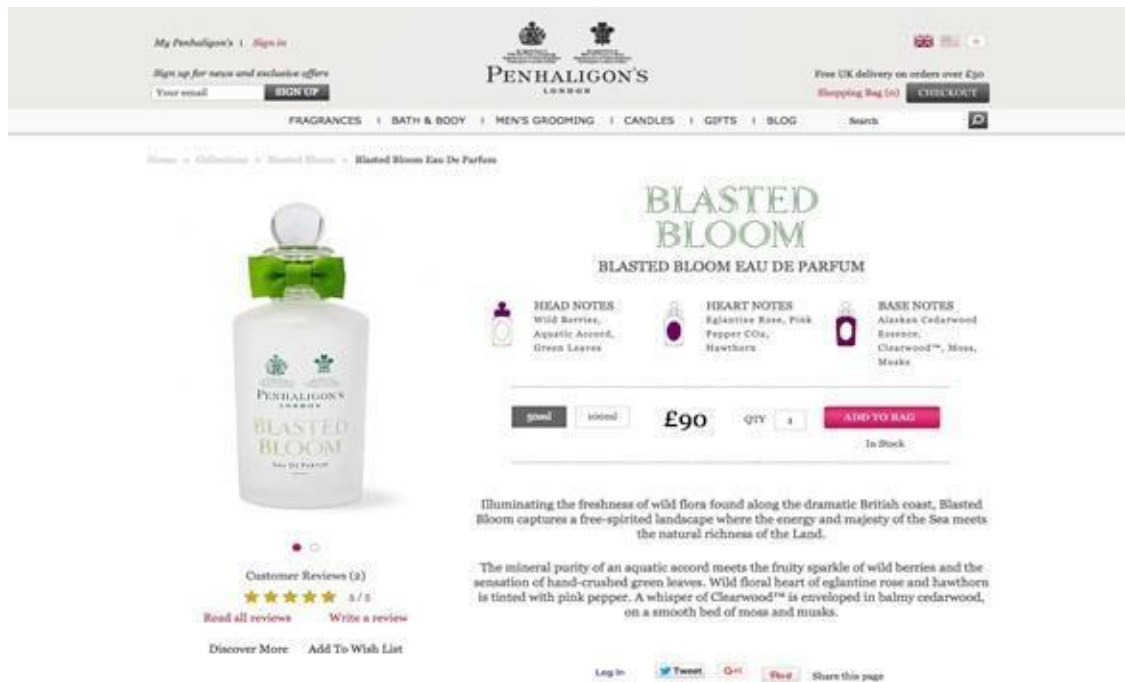 My Penhaligon's | Sign in
Sign up for news and exclusive offers
Your email SIGN UP
PENHALIGON'S
LONDON
Free UK delivery on orders over £50
Shopping Bag (0) CHECKOUT
FRAGRANCES | BATH & BODY | MEN'S GROOMING | CANDLES | GIFTS | BLOG Search
Home » Collections » Blasted Bloom » Blasted Bloom Eau De Parfum
BLASTED
BLOOM
BLASTED BLOOM EAU DE PARFUM
HEAD NOTES
Wild Berries,
Aquatic Accord,
Green Leaves
HEART NOTES
Eglantine Rose, Pink
Pepper CO2,
Hawthorn
BASE NOTES
Alaskan Cedarwood
Essence,
Clearwood™, Moss,
Musks
PENHALIGON'S
LONDON
BLASTED
BLOOM
EAU DE PARFUM
50ml 100ml £90 QTY 1 ADD TO BAG
In Stock
Illuminating the freshness of wild flora found along the dramatic British coast, Blasted
Bloom captures a free-spirited landscape where the energy and majesty of the Sea meets
the natural richness of the Land.
The mineral purity of an aquatic accord meets the fruity sparkle of wild berries and the
sensation of hand-crushed green leaves. Wild floral heart of eglantine rose and hawthorn
is tinted with pink pepper. A whisper of Clearwood™ is enveloped in balmy cedarwood,
on a smooth bed of moss and musks.
Customer Reviews (2)
5 / 5
Read all reviews Write a review
Discover More Add To Wish List
Log In Tweet G+1 Pin it Share this page